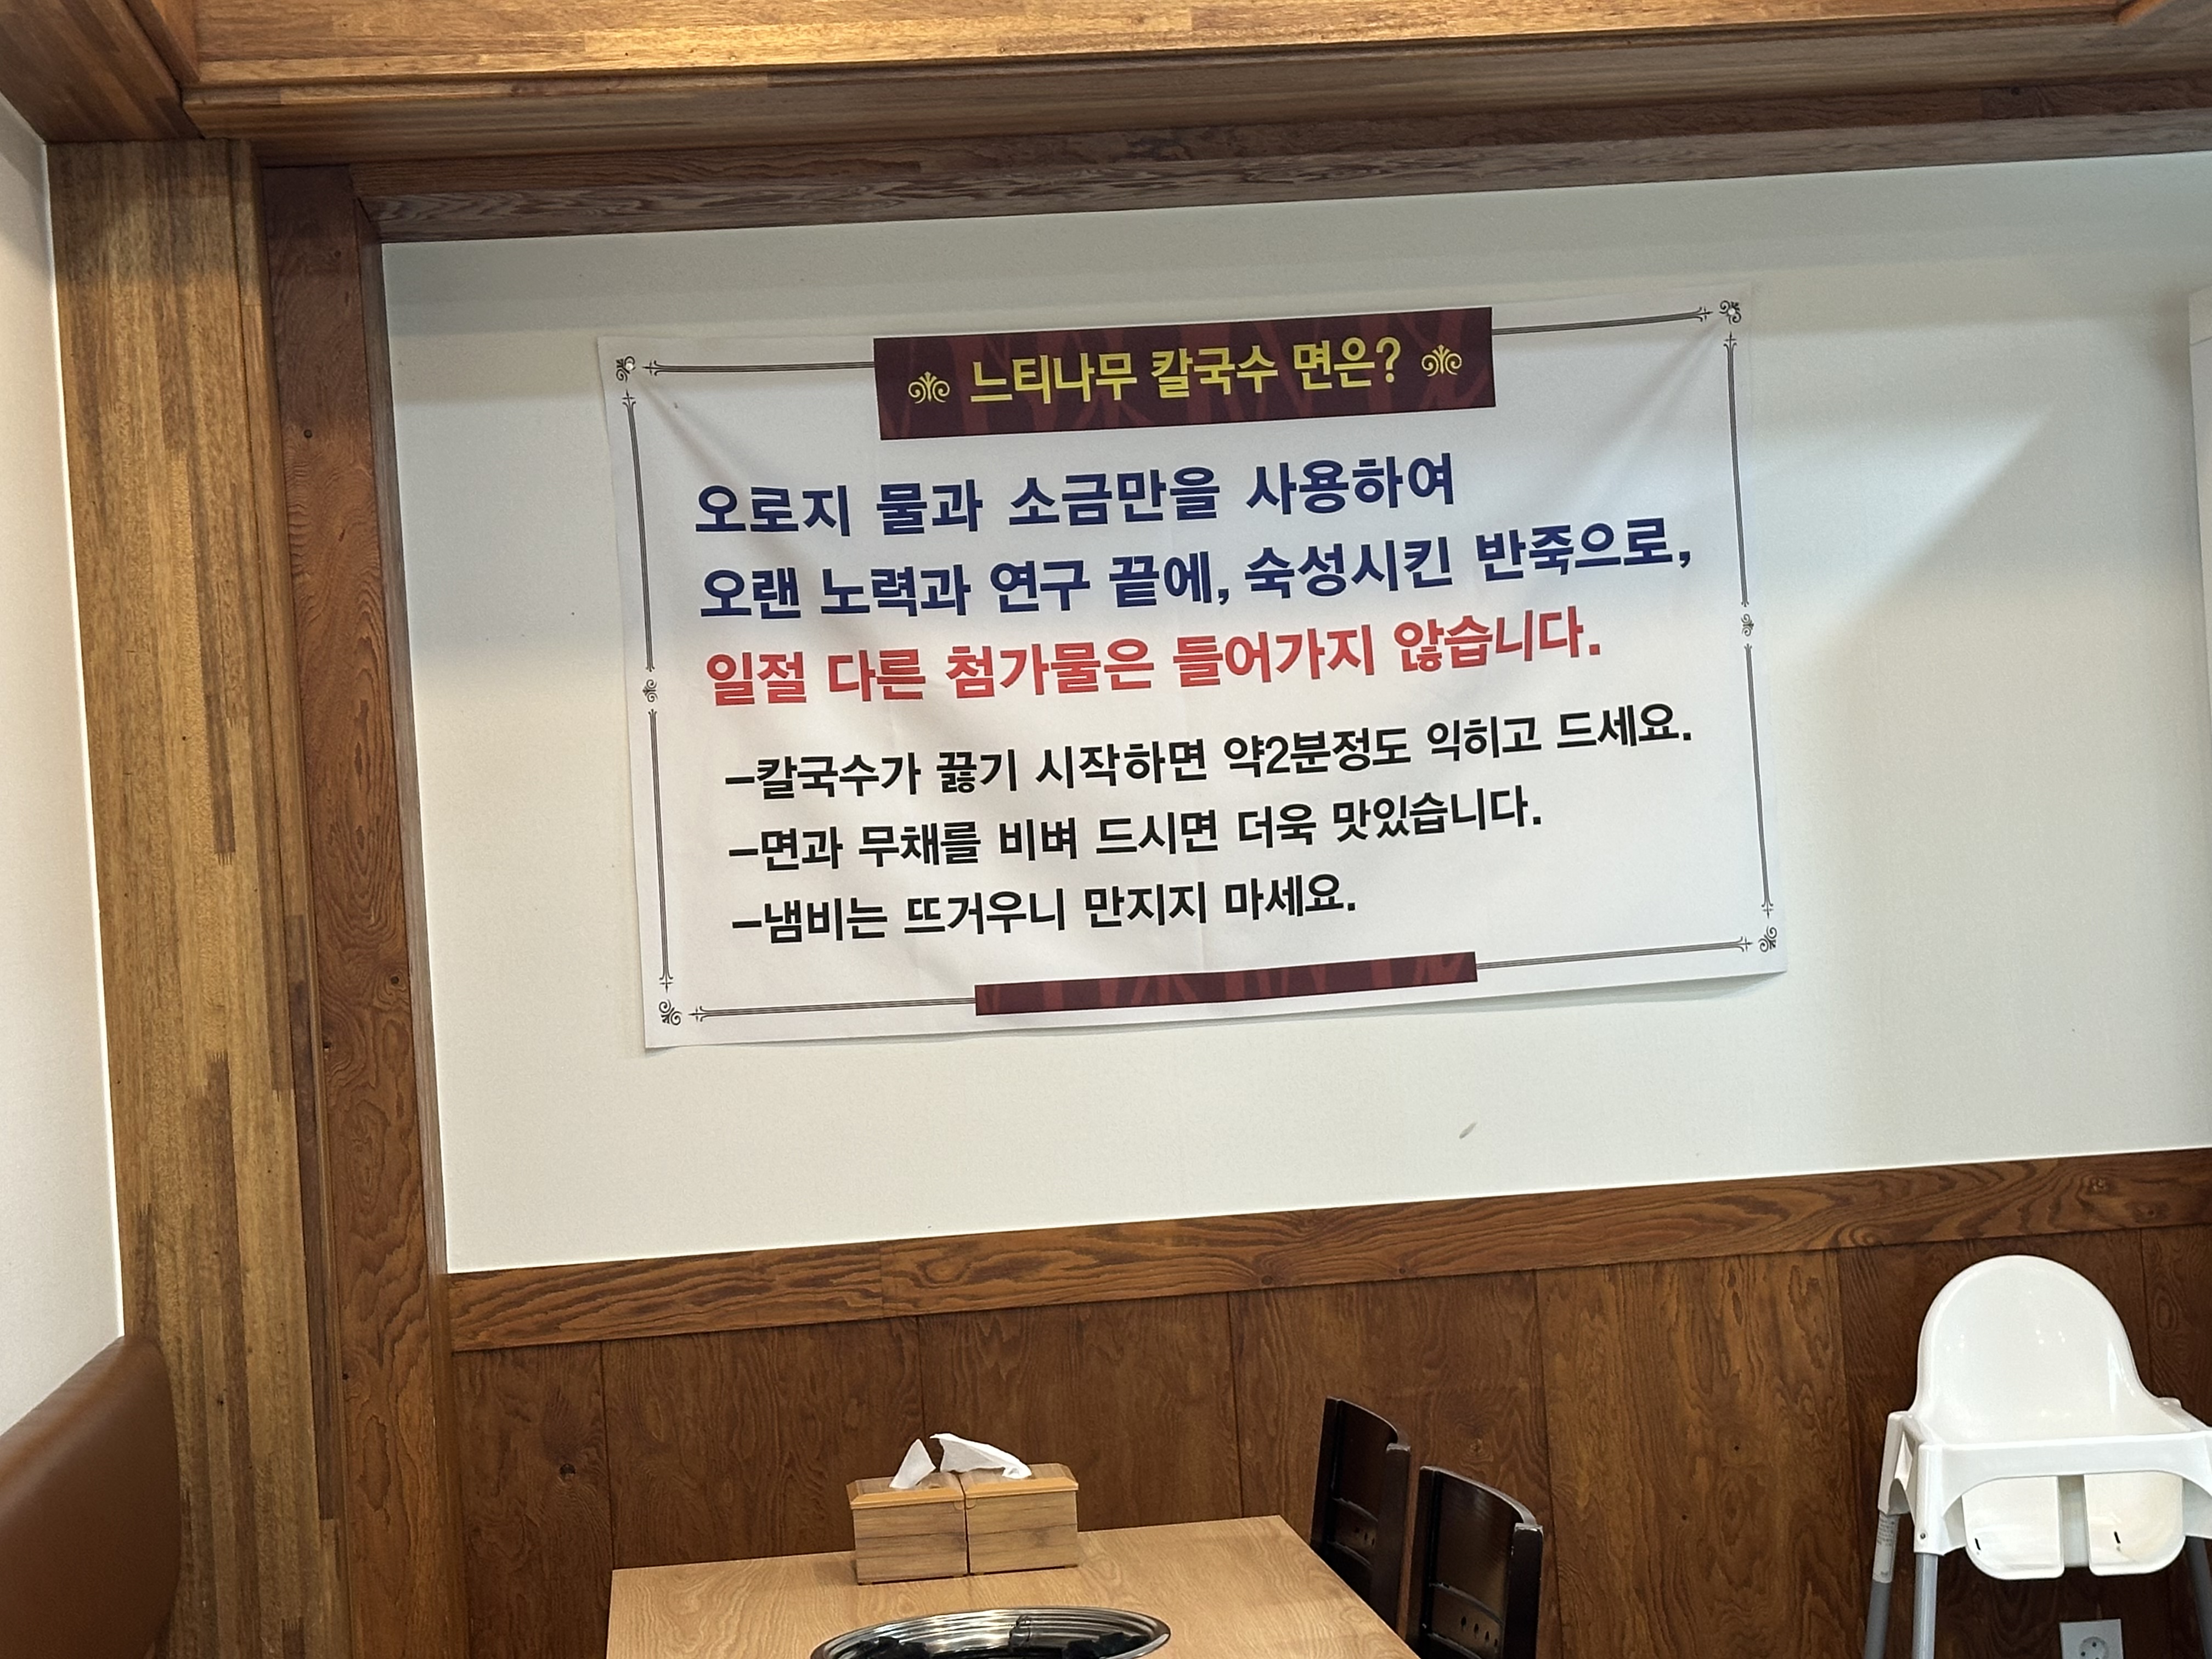 느티나무 칼국수 면은?
오로지 물과 소금만을 사용하여
오랜 노력과 연구 끝에, 숙성시킨 반죽으로,
일절 다른 첨가물은 들어가지 않습니다.
-칼국수가 끓기 시작하면 약2분정도 익히고 드세요.
-면과 무채를 비벼 드시면 더욱 맛있습니다.
-냄비는 뜨거우니 만지지 마세요.